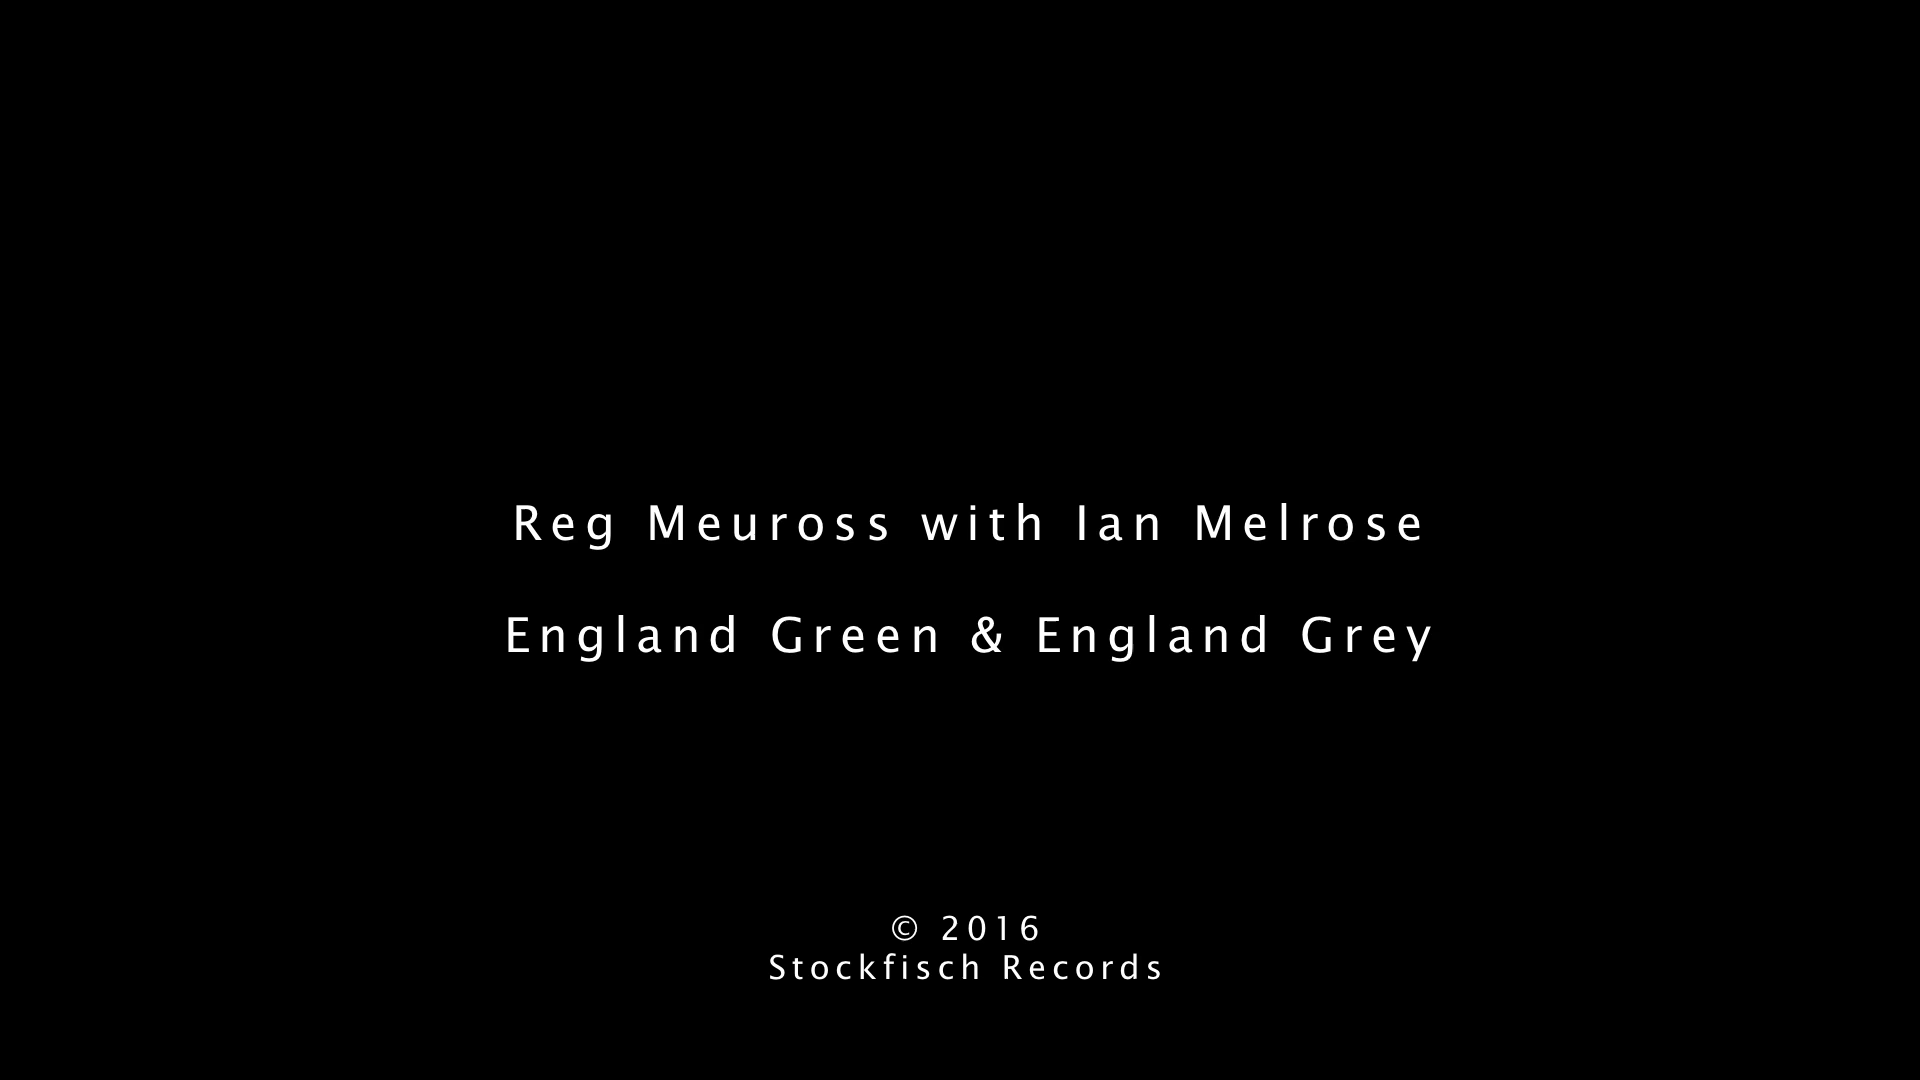 Reg Meuross with Ian Melrose
England Green & England Grey
© 2016
Stockfisch Records